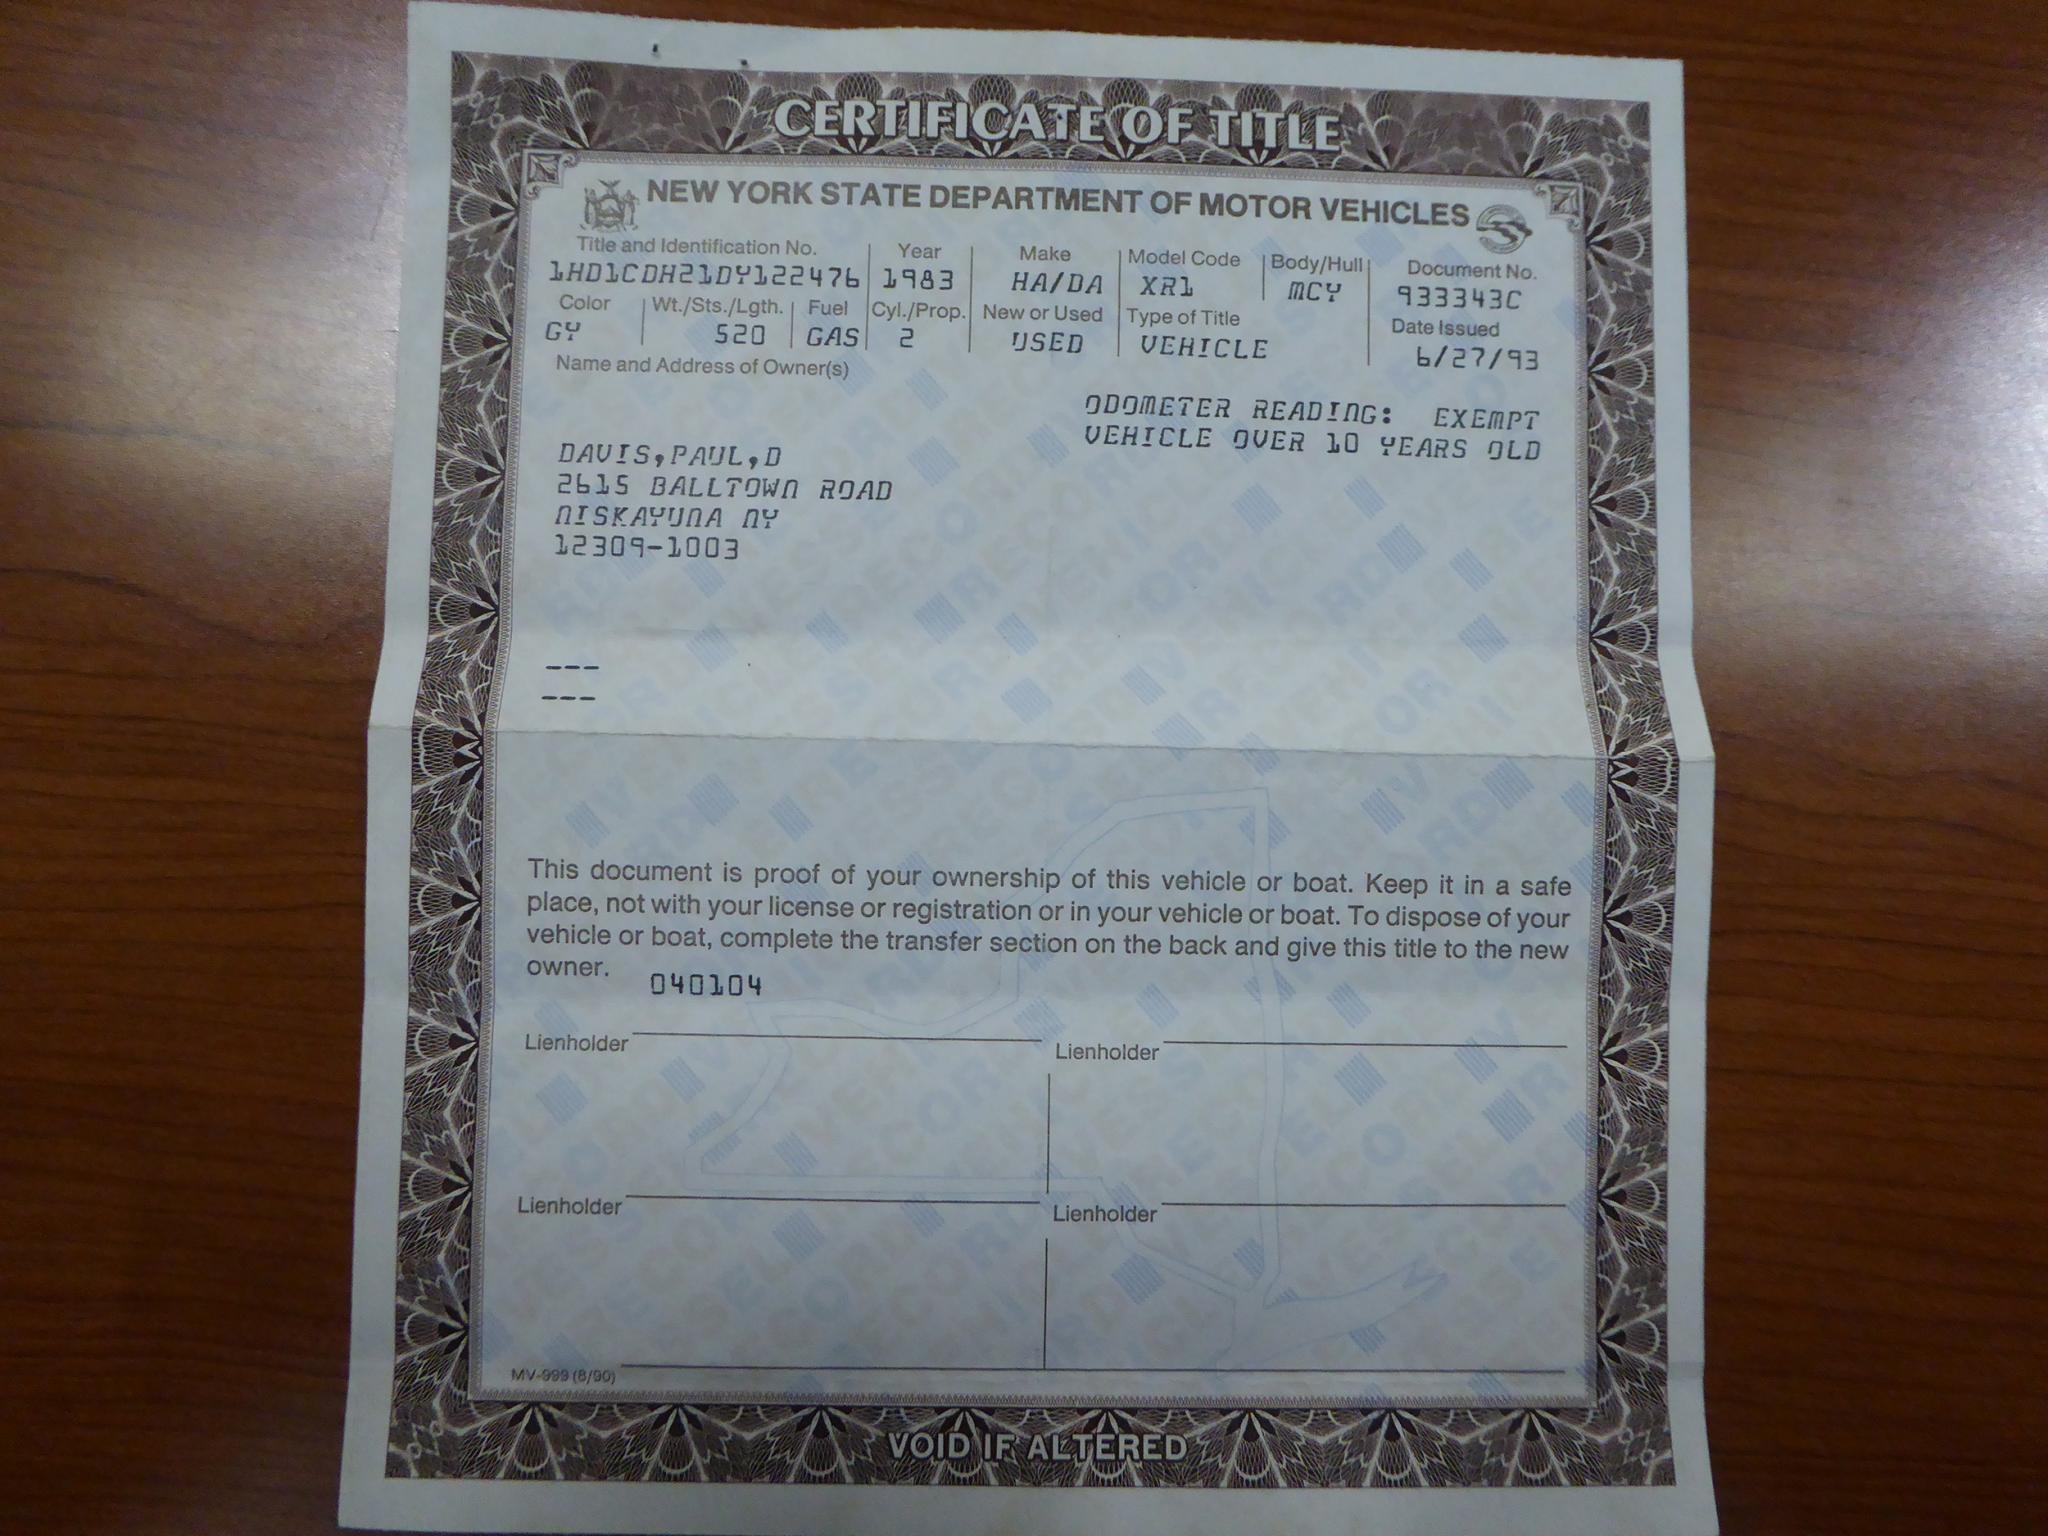 CERTIFICATE OF TITLE
NEW YORK STATE DEPARTMENT OF MOTOR VEHICLES
Title and Identification No. Year Make Model Code Body/Hull Document No.
1HD1CDH21DY122476 1983 HA/DA XR1 MCY 933343C
Color Wt./Sts./Lgth. Fuel Cyl./Prop. New or Used Type of Title Date Issued
GY 520 GAS 2 USED VEHICLE 6/27/93
Name and Address of Owner(s)
ODOMETER READING: EXEMPT
VEHICLE OVER 10 YEARS OLD
DAVIS,PAUL,D
2615 BALLTOWN ROAD
NISKAYUNA NY
12309-1003
---
---
This document is proof of your ownership of this vehicle or boat. Keep it in a safe
place, not with your license or registration or in your vehicle or boat. To dispose of your
vehicle or boat, complete the transfer section on the back and give this title to the new
owner.
040104
Lienholder Lienholder
Lienholder Lienholder
MV-999 (8/90)
VOID IF ALTERED